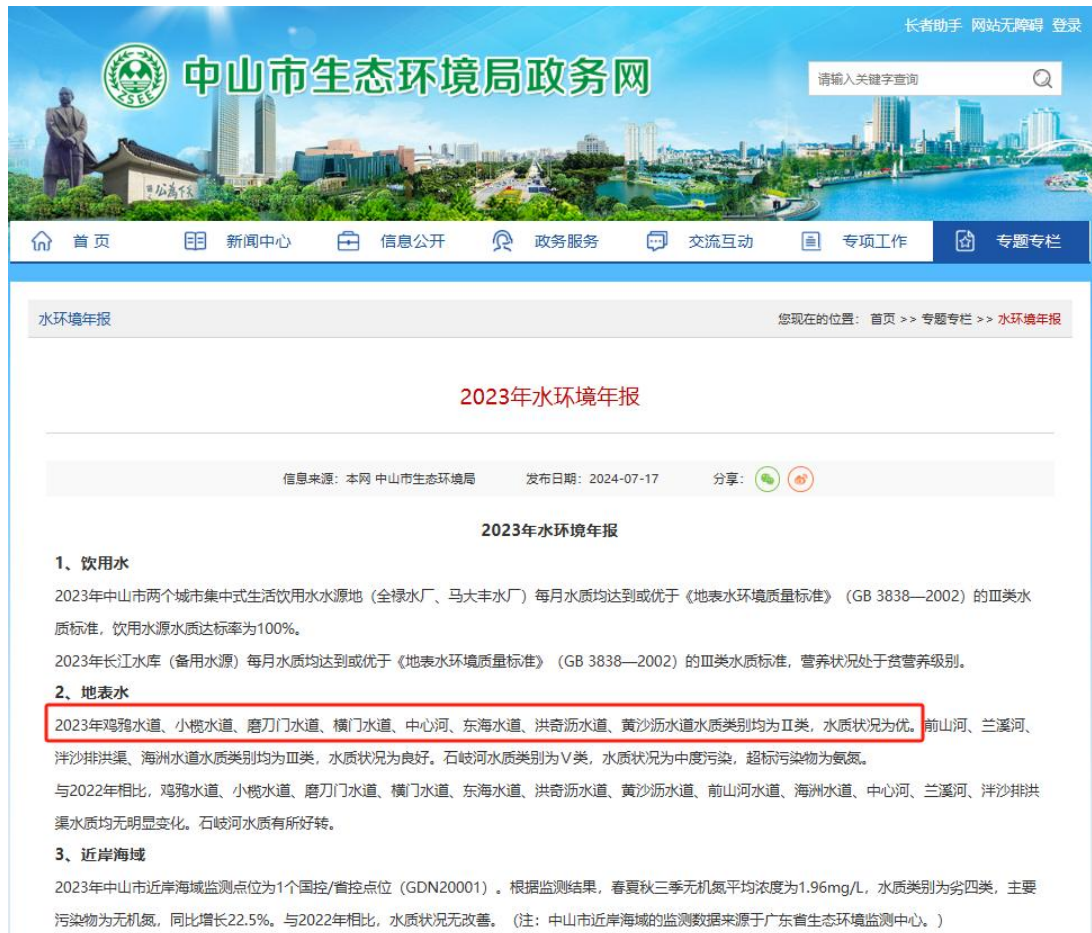 长者助手 网站无障碍 登录
ZSEE
中山市生态环境局政务网
请输入关键字查询
首页 新闻中心 信息公开 政务服务 交流互动 专项工作 专题专栏
水环境年报
您现在的位置： 首页 >> 专题专栏 >> 水环境年报
2023年水环境年报
信息来源：本网 中山市生态环境局 发布日期：2024-07-17 分享：
2023年水环境年报
1、饮用水
2023年中山市两个城市集中式生活饮用水水源地（全禄水厂、马大丰水厂）每月水质均达到或优于《地表水环境质量标准》（GB 3838—2002）的Ⅲ类水
质标准，饮用水源水质达标率为100%。
2023年长江水库（备用水源）每月水质均达到或优于《地表水环境质量标准》（GB 3838—2002）的Ⅲ类水质标准，营养状况处于贫营养级别。
2、地表水
2023年鸡鸦水道、小榄水道、磨刀门水道、横门水道、中心河、东海水道、洪奇沥水道、黄沙沥水道水质类别均为Ⅱ类，水质状况为优。前山河、兰溪河、
泮沙排洪渠、海洲水道水质类别均为Ⅲ类，水质状况为良好。石岐河水质类别为Ⅴ类，水质状况为中度污染，超标污染物为氨氮。
与2022年相比，鸡鸦水道、小榄水道、磨刀门水道、横门水道、东海水道、洪奇沥水道、黄沙沥水道、前山河水道、海洲水道、中心河、兰溪河、泮沙排洪
渠水质均无明显变化。石岐河水质有所好转。
3、近岸海域
2023年中山市近岸海域监测点位为1个国控/省控点位（GDN20001）。根据监测结果，春夏秋三季无机氮平均浓度为1.96mg/L，水质类别为劣四类，主要
污染物为无机氮，同比增长22.5%。与2022年相比，水质状况无改善。（注：中山市近岸海域的监测数据来源于广东省生态环境监测中心。）